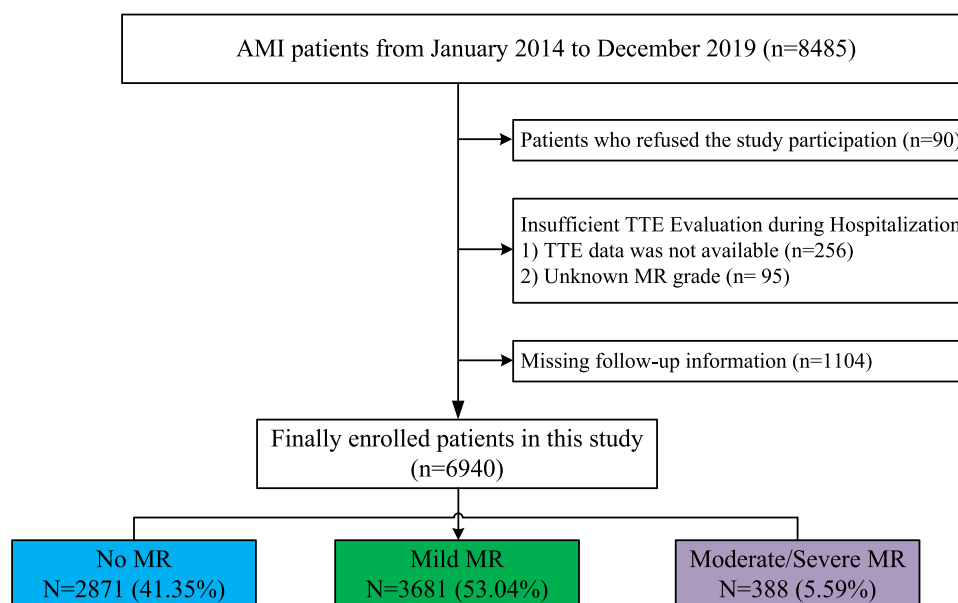 AMI patients from January 2014 to December 2019 (n=8485)
Patients who refused the study participation (n=90)
Insufficient TTE Evaluation during Hospitalization
1) TTE data was not available (n=256)
2) Unknown MR grade (n= 95)
Missing follow-up information (n=1104)
Finally enrolled patients in this study
(n=6940)
No MR
N=2871 (41.35%)
Mild MR
N=3681 (53.04%)
Moderate/Severe MR
N=388 (5.59%)